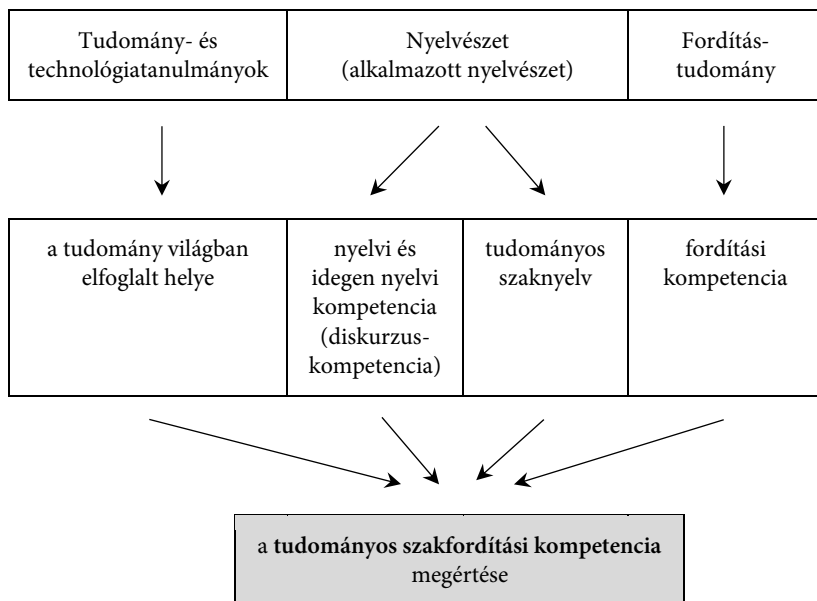 Tudomány- és
technológiatanulmányok
Nyelvészet
(alkalmazott nyelvészet)
Fordítás-
tudomány
a tudomány világban
elfoglalt helye
nyelvi és
idegen nyelvi
kompetencia
(diskurzus-
kompetencia)
tudományos
szaknyelv
fordítási
kompetencia
a tudományos szakfordítási kompetencia
megértése